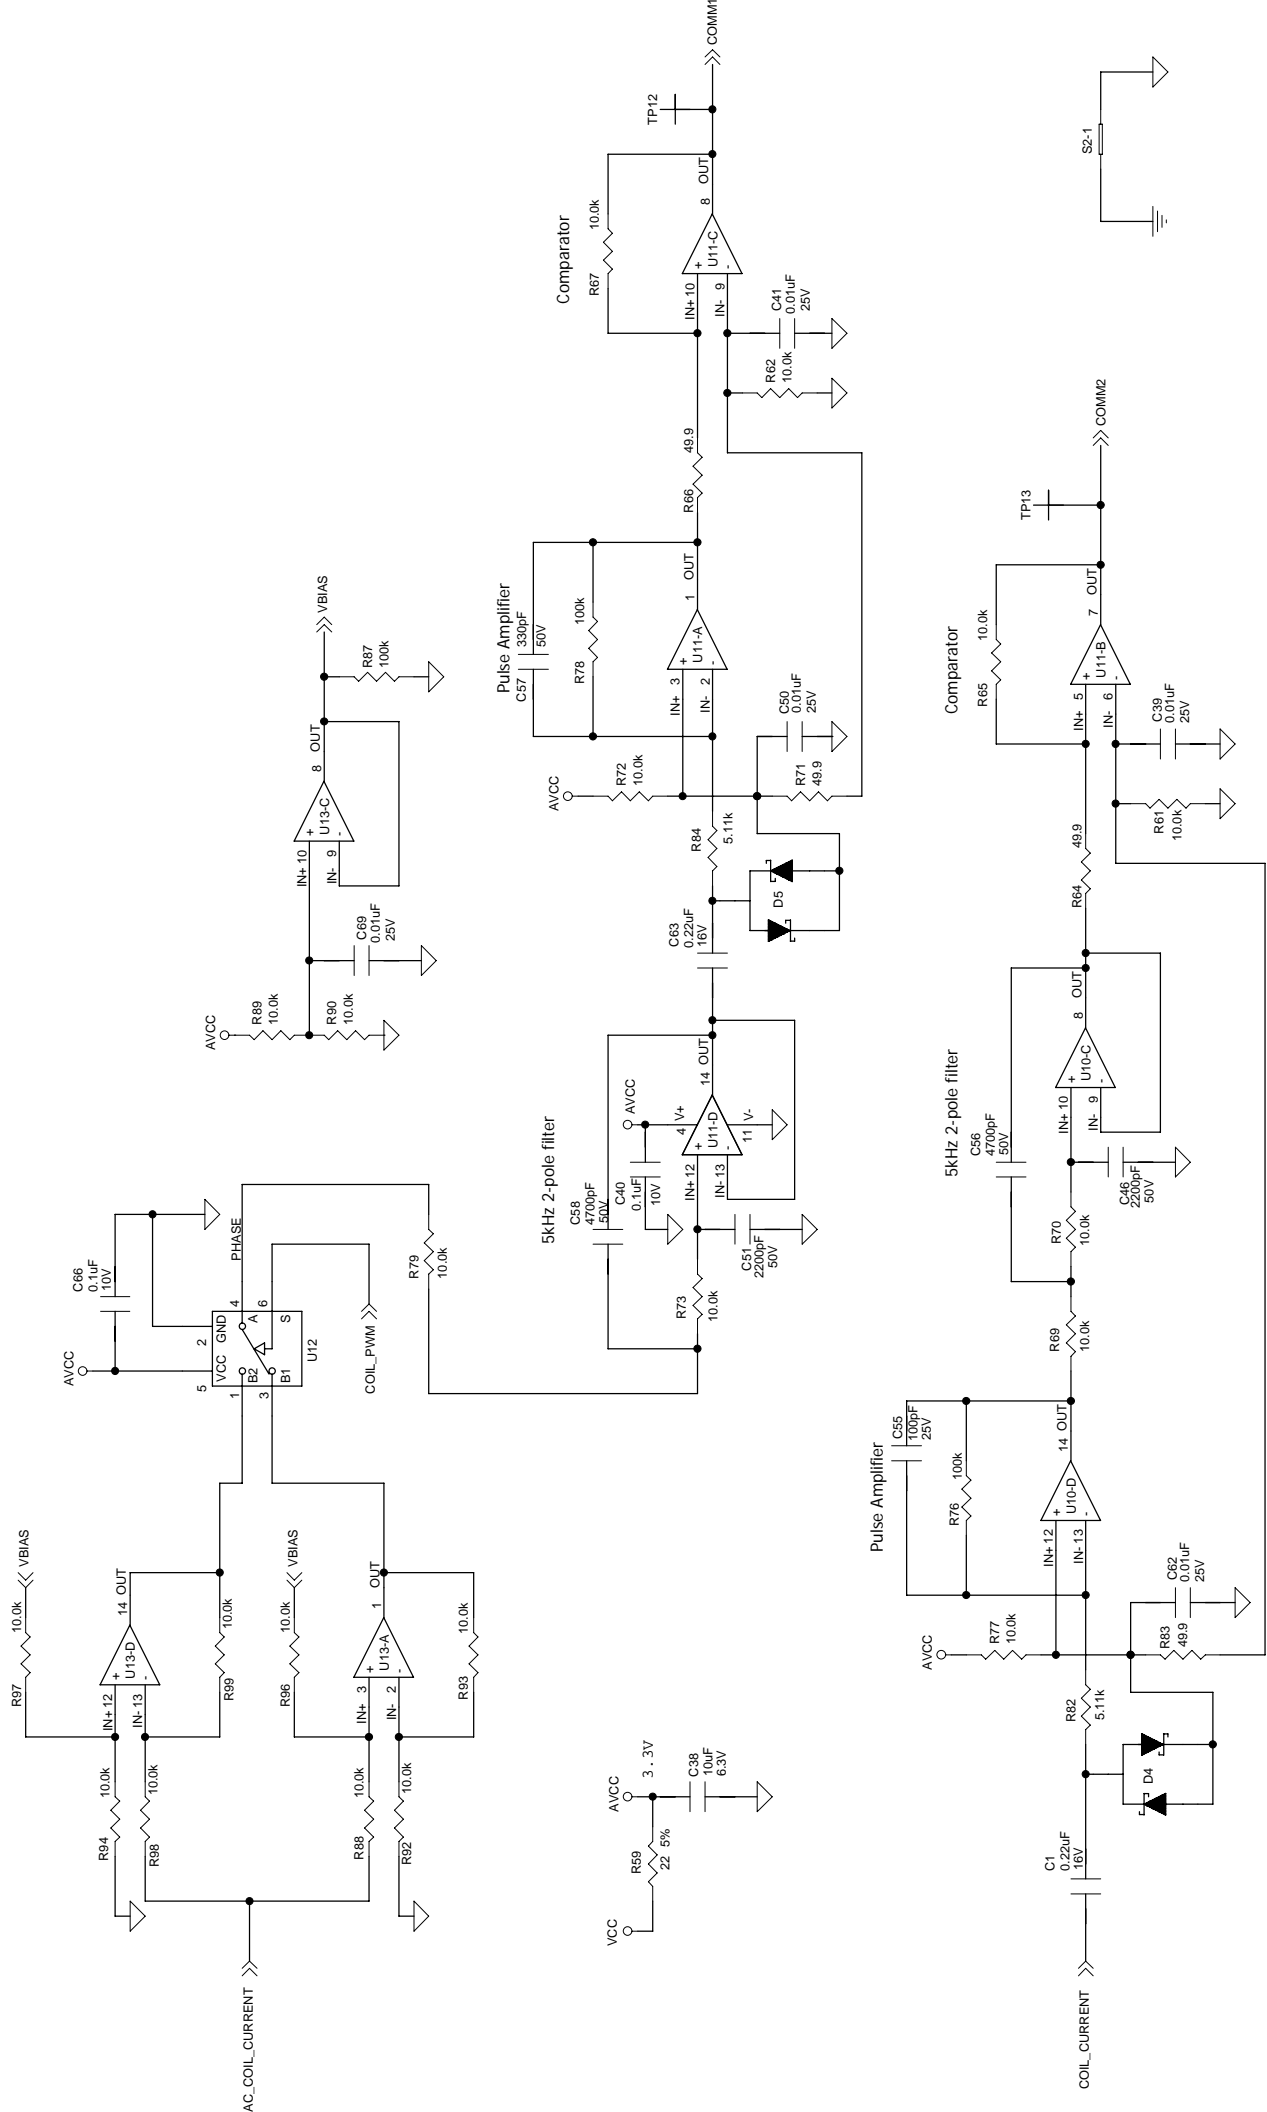 AC_COIL_CURRENT
R94
10.0k
R98
10.0k
R97
10.0k
VBIAS
IN+ 12
IN- 13
+
-
U13-D
14
OUT
R99
10.0k
R88
10.0k
R92
10.0k
R96
10.0k
VBIAS
IN+ 3
IN- 2
+
-
U13-A
1
OUT
R93
10.0k
AVCC
C66
0.1uF
10V
5
VCC
2
GND
1
B2
3
B1
4
A
6
S
U12
PHASE
COIL_PWM
R79
10.0k
AVCC
R89
10.0k
R90
10.0k
C69
0.01uF
25V
IN+ 10
IN- 9
+
-
U13-C
8
OUT
R87
100k
VBIAS
VCC
R59
22 5%
AVCC
3.3V
C38
10uF
6.3V
5kHz 2-pole filter
C58
4700pF
50V
R73
10.0k
C51
2200pF
50V
C40
0.1uF
10V
AVCC
4 V+
11 V-
IN+ 12
IN- 13
+
-
U11-D
14
OUT
C63
0.22uF
16V
D5
R84
5.11k
AVCC
R72
10.0k
R71
49.9
C50
0.01uF
25V
Pulse Amplifier
C57
330pF
50V
R78
100k
IN+ 3
IN- 2
+
-
U11-A
1
OUT
R66
49.9
Comparator
R67
10.0k
R62
10.0k
C41
0.01uF
25V
IN+ 10
IN- 9
+
-
U11-C
8
OUT
TP12
COMM1
COIL_CURRENT
C1
0.22uF
16V
D4
R82
5.11k
AVCC
R77
10.0k
R83
49.9
C62
0.01uF
25V
Pulse Amplifier
C55
100pF
25V
R76
100k
IN+ 12
IN- 13
+
-
U10-D
14
OUT
R69
10.0k
R70
10.0k
5kHz 2-pole filter
C56
4700pF
50V
C46
2200pF
50V
IN+ 10
IN- 9
+
-
U10-C
8
OUT
R64
49.9
R61
10.0k
C39
0.01uF
25V
Comparator
R65
10.0k
IN+ 5
IN- 6
+
-
U11-B
7
OUT
TP13
COMM2
S2-1